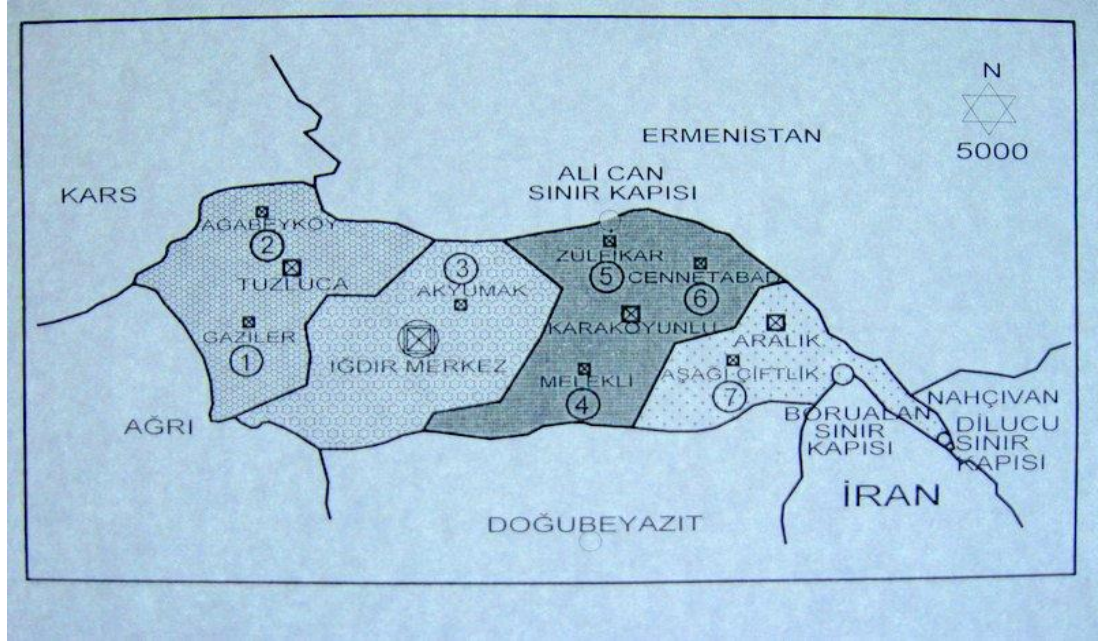 N
5000
ERMENİSTAN
ALİ CAN
SINIR KAPISI
KARS
AĞABEYKÖY
2
TUZLUCA
3
AKYUMAK
ZÜLFİKAR
5
CENNETABAD
6
GAZİLER
1
IĞDIR MERKEZ
KARAKOYUNLU
ARALIK
MELEKLİ
4
AŞAĞI ÇİFTLİK
7
AĞRI
BORUALAN
SINIR
KAPISI
NAHÇIVAN
DİLUCU
SINIR
KAPISI
İRAN
DOĞUBEYAZIT